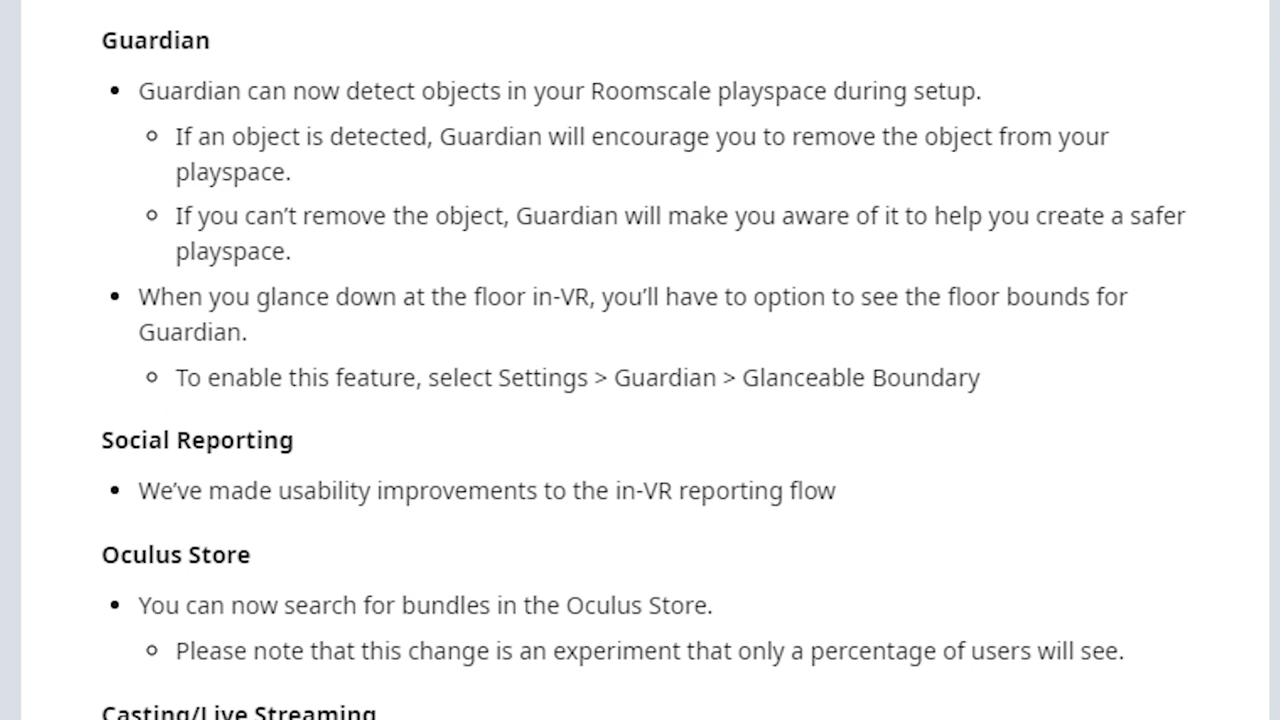 Guardian
Guardian can now detect objects in your Roomscale playspace during setup.
If an object is detected, Guardian will encourage you to remove the object from your
playspace.
If you can’t remove the object, Guardian will make you aware of it to help you create a safer
playspace.
When you glance down at the floor in-VR, you’ll have to option to see the floor bounds for
Guardian.
To enable this feature, select Settings > Guardian > Glanceable Boundary
Social Reporting
We’ve made usability improvements to the in-VR reporting flow
Oculus Store
You can now search for bundles in the Oculus Store.
Please note that this change is an experiment that only a percentage of users will see.
Casting/Live Streaming